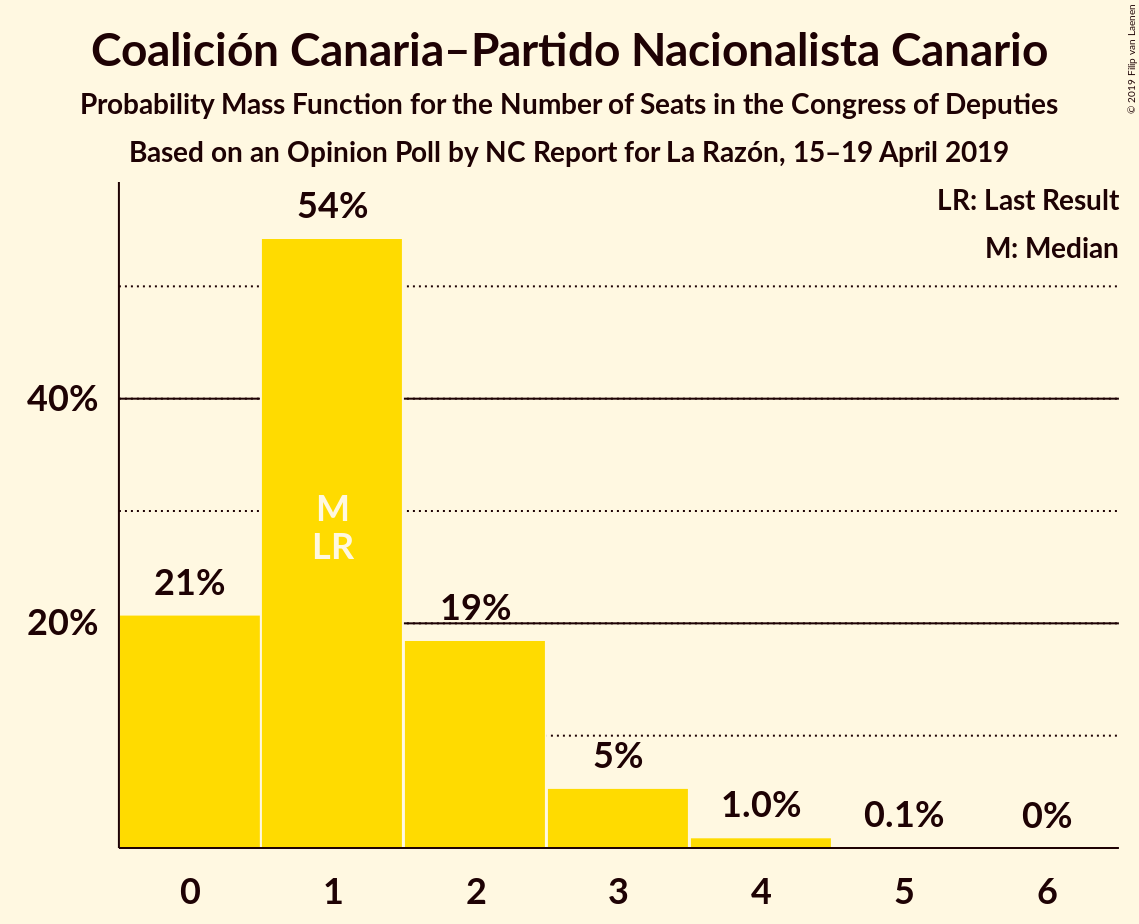 Coalición Canaria–Partido Nacionalista Canario
Probability Mass Function for the Number of Seats in the Congress of Deputies
Based on an Opinion Poll by NC Report for La Razón, 15–19 April 2019
© 2019 Filip van Laenen
LR: Last Result
M: Median
54%
40%
M
LR
21%
19%
20%
5%
1.0%
0.1%
0%
0 1 2 3 4 5 6